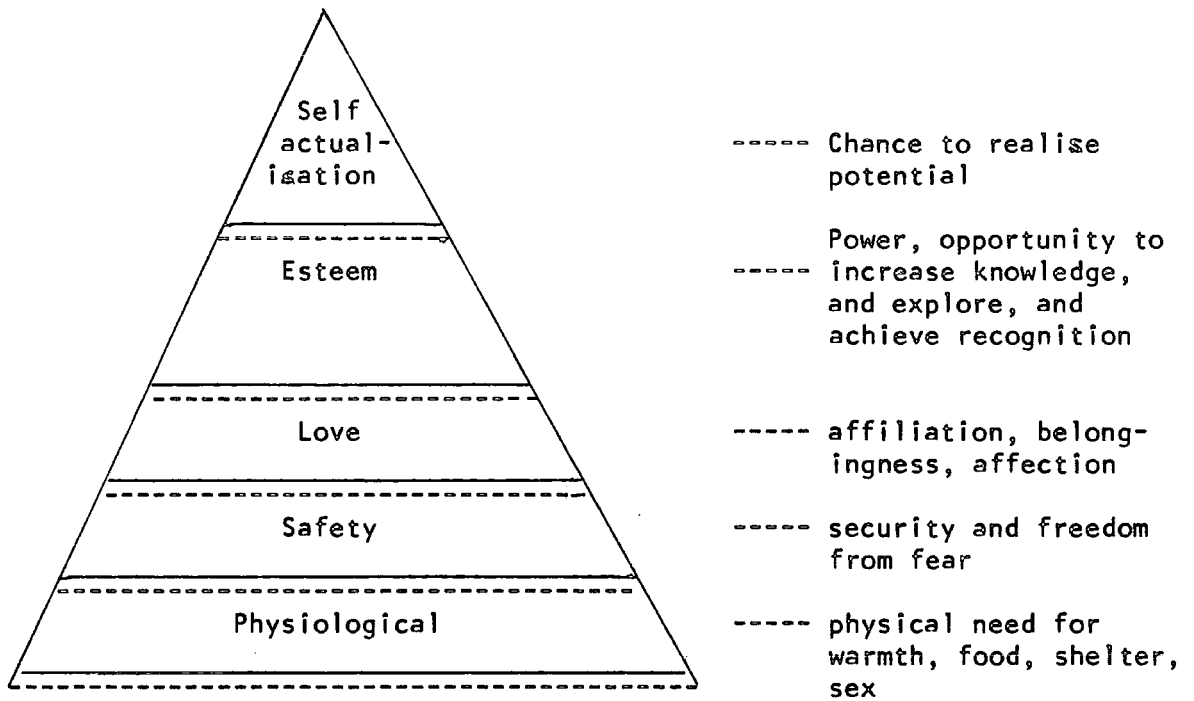 Self
actual-
isation
Chance to realise
potential
Esteem
Power, opportunity to
increase knowledge,
and explore, and
achieve recognition
Love
affiliation, belong-
ingness, affection
Safety
security and freedom
from fear
Physiological
physical need for
warmth, food, shelter,
sex